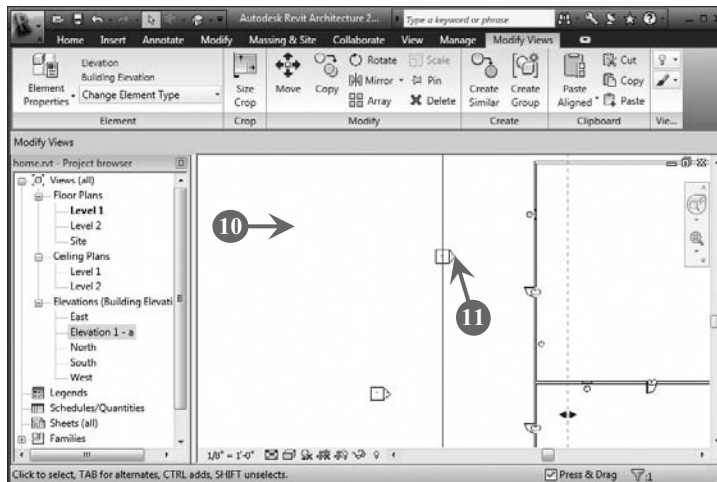 Autodesk Revit Architecture 2...
Type a keyword or phrase
Home Insert Annotate Modify Massing & Site Collaborate View Manage Modify Views
Element Properties
Elevation
Building Elevation
Change Element Type
Size Crop
Move
Copy
Rotate
Scale
Mirror
Pin
Array
Delete
Create Similar
Create Group
Paste Aligned
Cut
Copy
Paste
Element Crop Modify Create Clipboard Vie...
Modify Views
home.rvt - Project browser
Views (all)
Floor Plans
Level 1
Level 2
Site
Ceiling Plans
Level 1
Level 2
Elevations (Building Elevati
East
Elevation 1 - a
North
South
West
Legends
Schedules/Quantities
Sheets (all)
Families
10
11
1/8" = 1'-0"
Click to select, TAB for alternates, CTRL adds, SHIFT unselects.
Press & Drag
:1